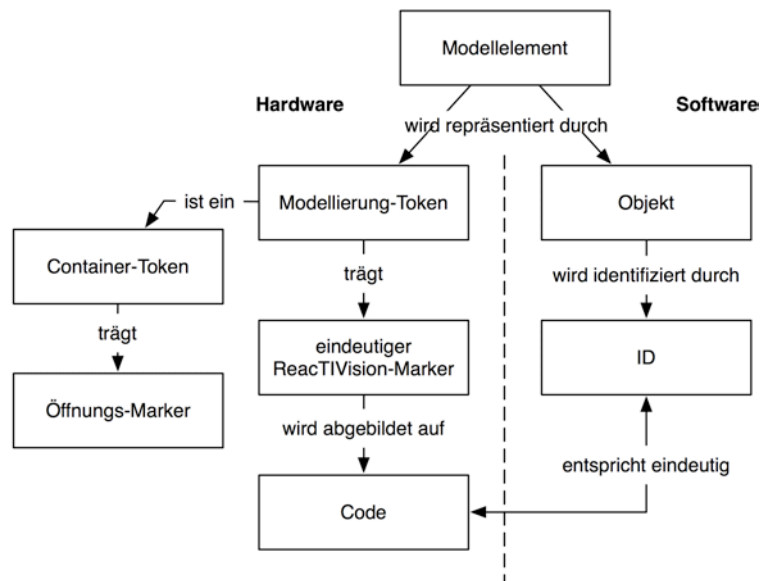 Modellelement
Hardware
Software
wird repräsentiert durch
ist ein
Modellierung-Token
Objekt
Container-Token
trägt
wird identifiziert durch
trägt
eindeutiger
ReacTIVision-Marker
ID
Öffnungs-Marker
wird abgebildet auf
entspricht eindeutig
Code